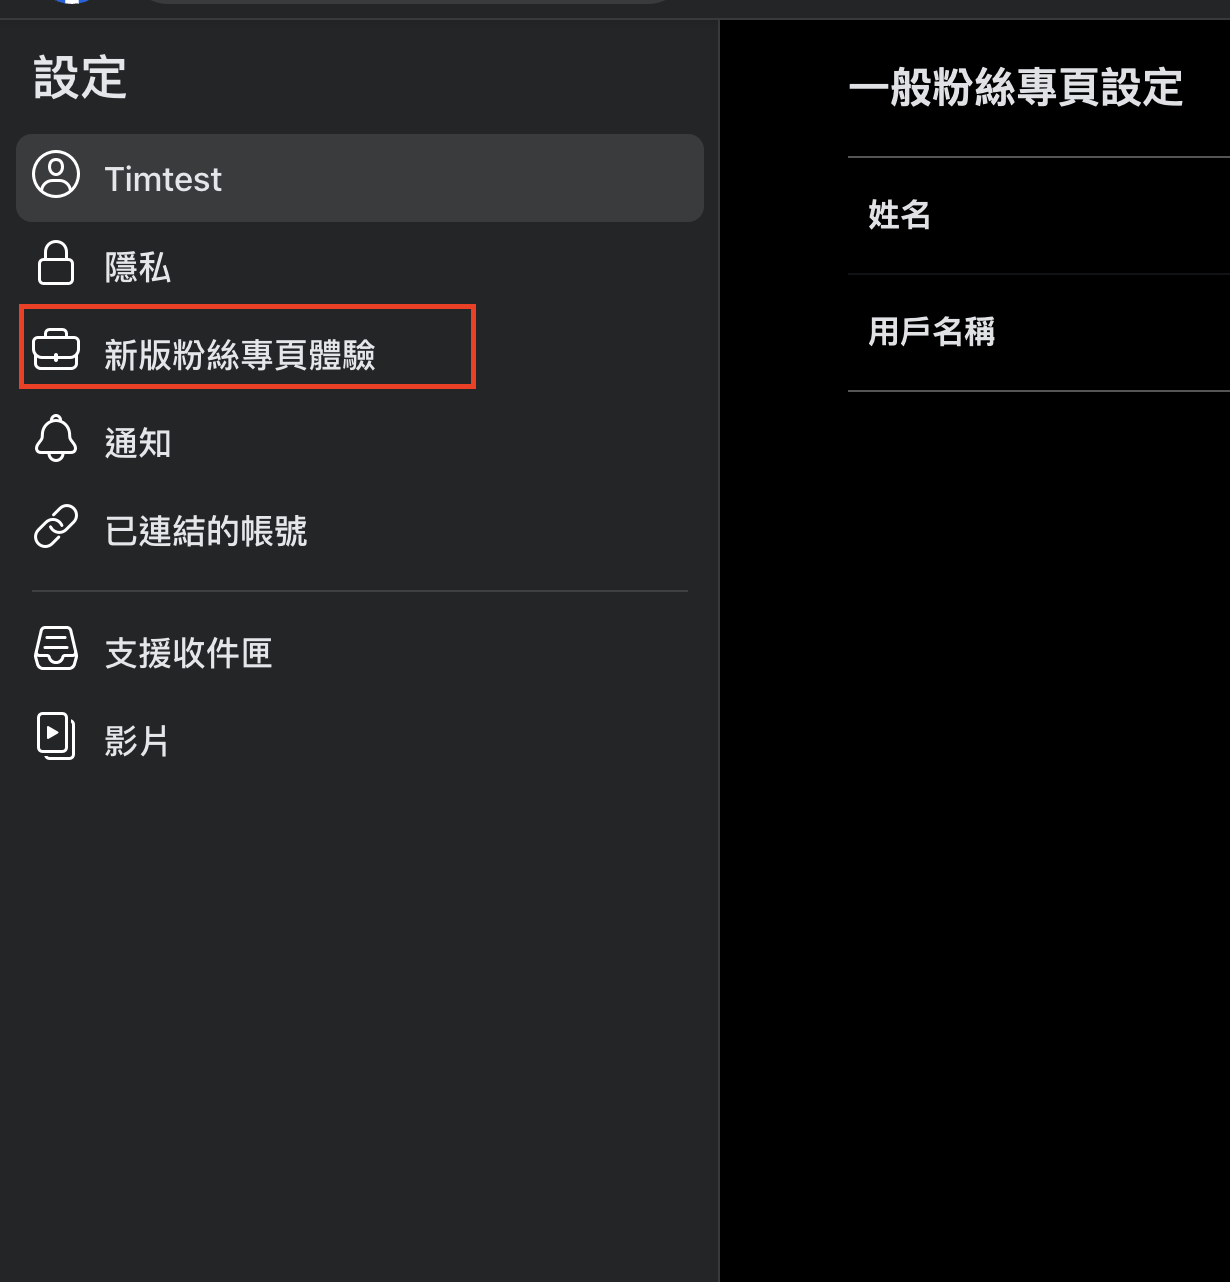 設定
Timtest
隱私
新版粉絲專頁體驗
通知
已連結的帳號
支援收件匣
影片
一般粉絲專頁設定
姓名
用戶名稱